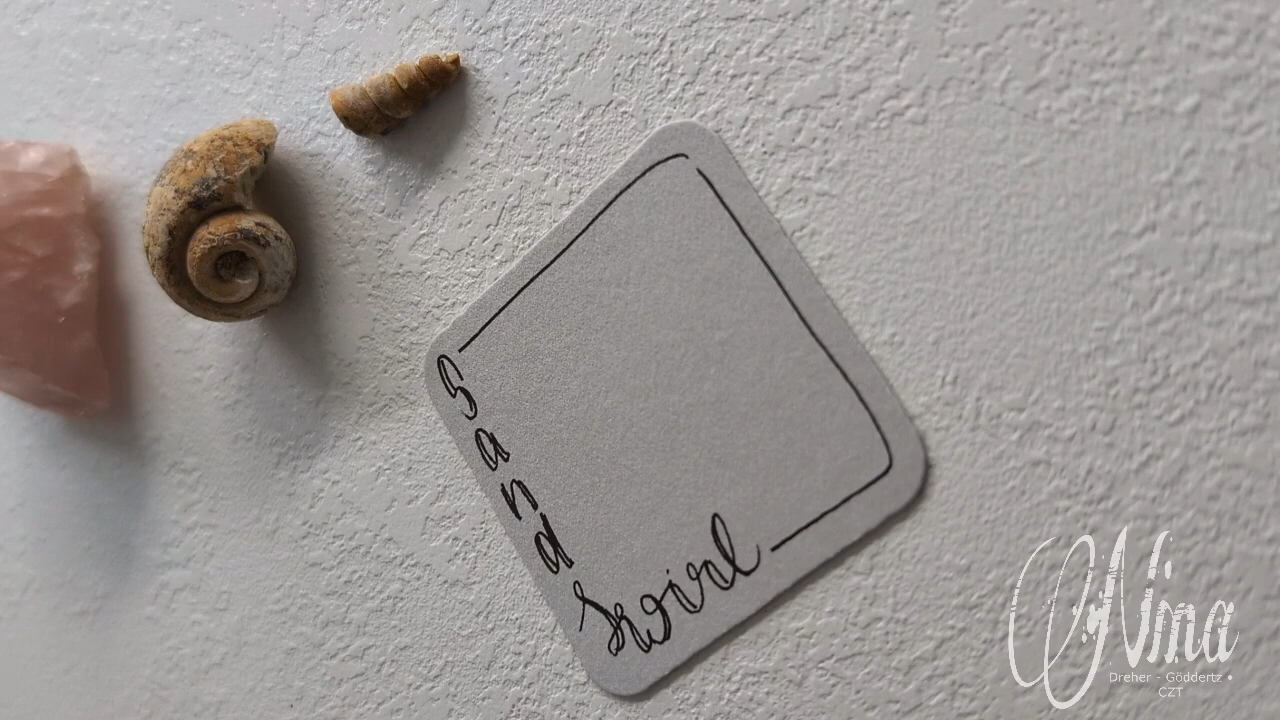 Sand
Swirl
Nina
Dreher - Göddertz •
CZT